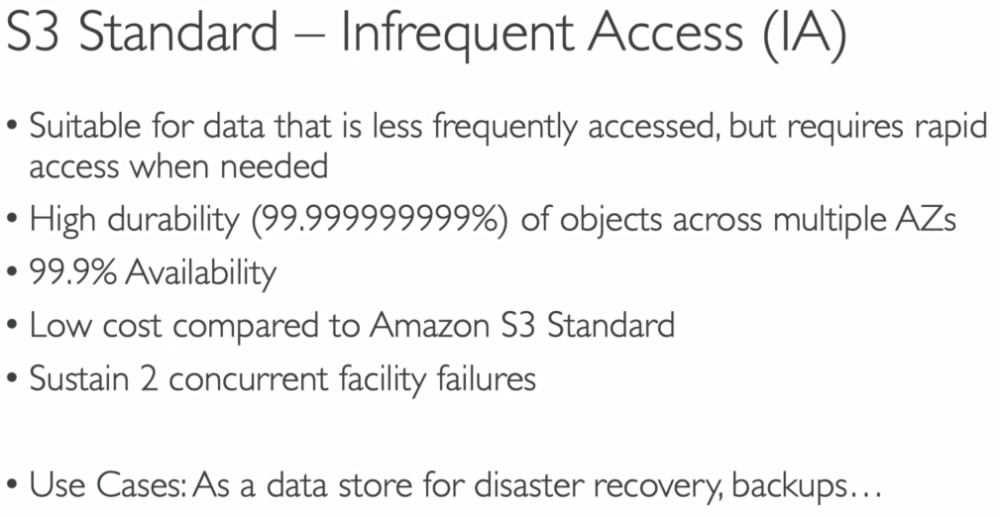 S3 Standard – Infrequent Access (IA)
• Suitable for data that is less frequently accessed, but requires rapid
access when needed
• High durability (99.999999999%) of objects across multiple AZs
• 99.9% Availability
• Low cost compared to Amazon S3 Standard
• Sustain 2 concurrent facility failures
• Use Cases: As a data store for disaster recovery, backups…